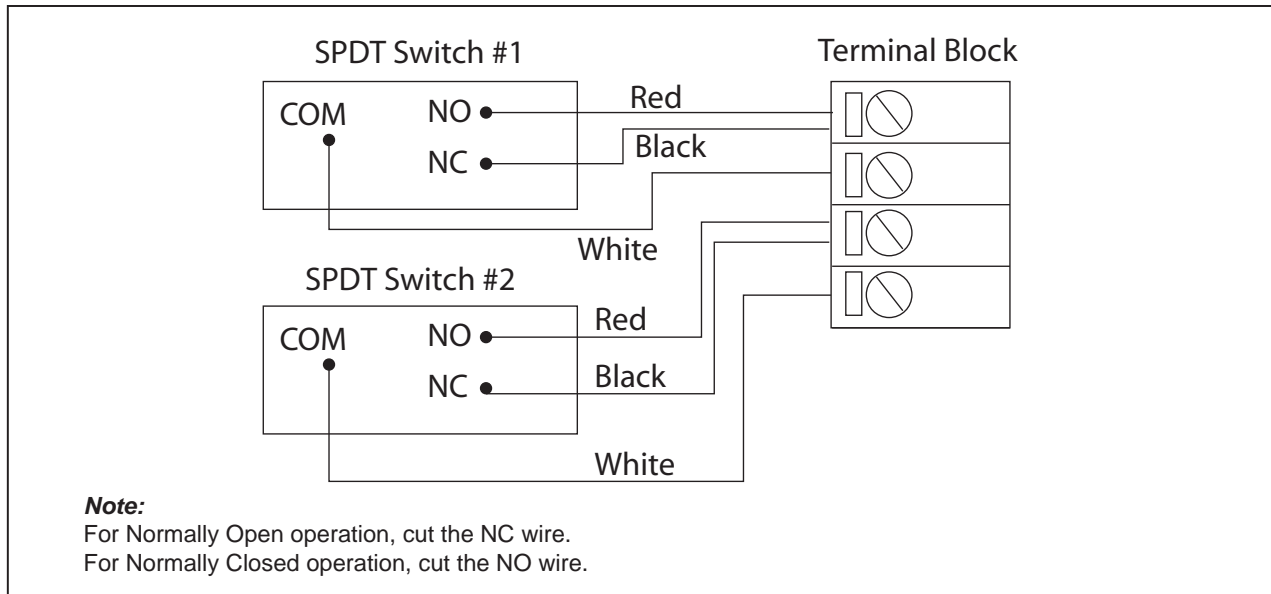 SPDT Switch #1
Terminal Block
COM
NO
Red
NC
Black
White
SPDT Switch #2
COM
NO
Red
NC
Black
White
Note:
For Normally Open operation, cut the NC wire.
For Normally Closed operation, cut the NO wire.